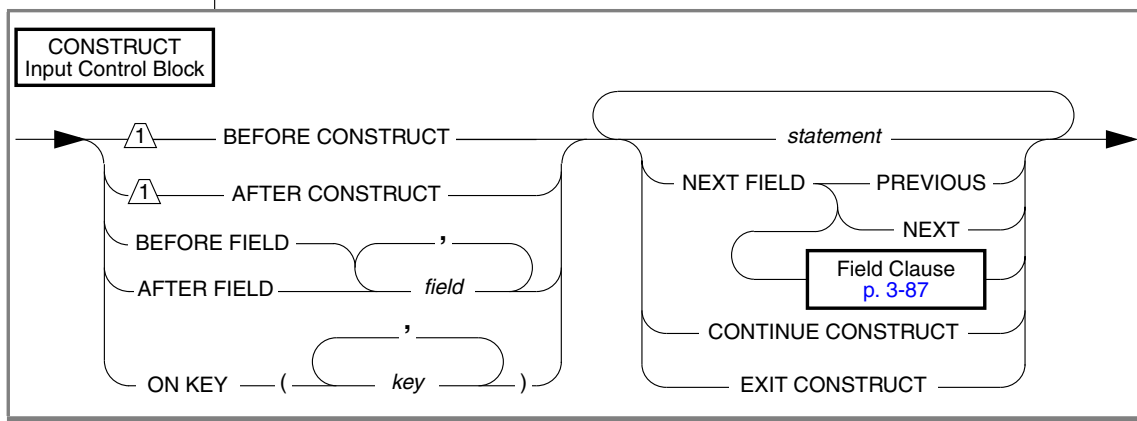 CONSTRUCT
Input Control Block
1 BEFORE CONSTRUCT
1 AFTER CONSTRUCT
BEFORE FIELD
,
AFTER FIELD field
,
ON KEY ( key )
statement
NEXT FIELD PREVIOUS
NEXT
Field Clause
p. 3-87
CONTINUE CONSTRUCT
EXIT CONSTRUCT